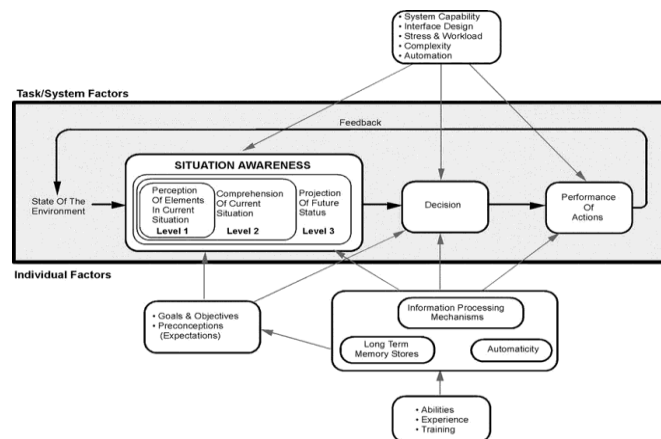 • System Capability
• Interface Design
• Stress & Workload
• Complexity
• Automation
Task/System Factors
Feedback
SITUATION AWARENESS
State Of The
Environment
Perception
Of Elements
In Current
Situation
Level 1
Comprehension
Of Current
Situation
Level 2
Projection
Of Future
Status
Level 3
Decision
Performance
Of
Actions
Individual Factors
• Goals & Objectives
• Preconceptions
(Expectations)
Information Processing
Mechanisms
Long Term
Memory Stores
Automaticity
• Abilities
• Experience
• Training